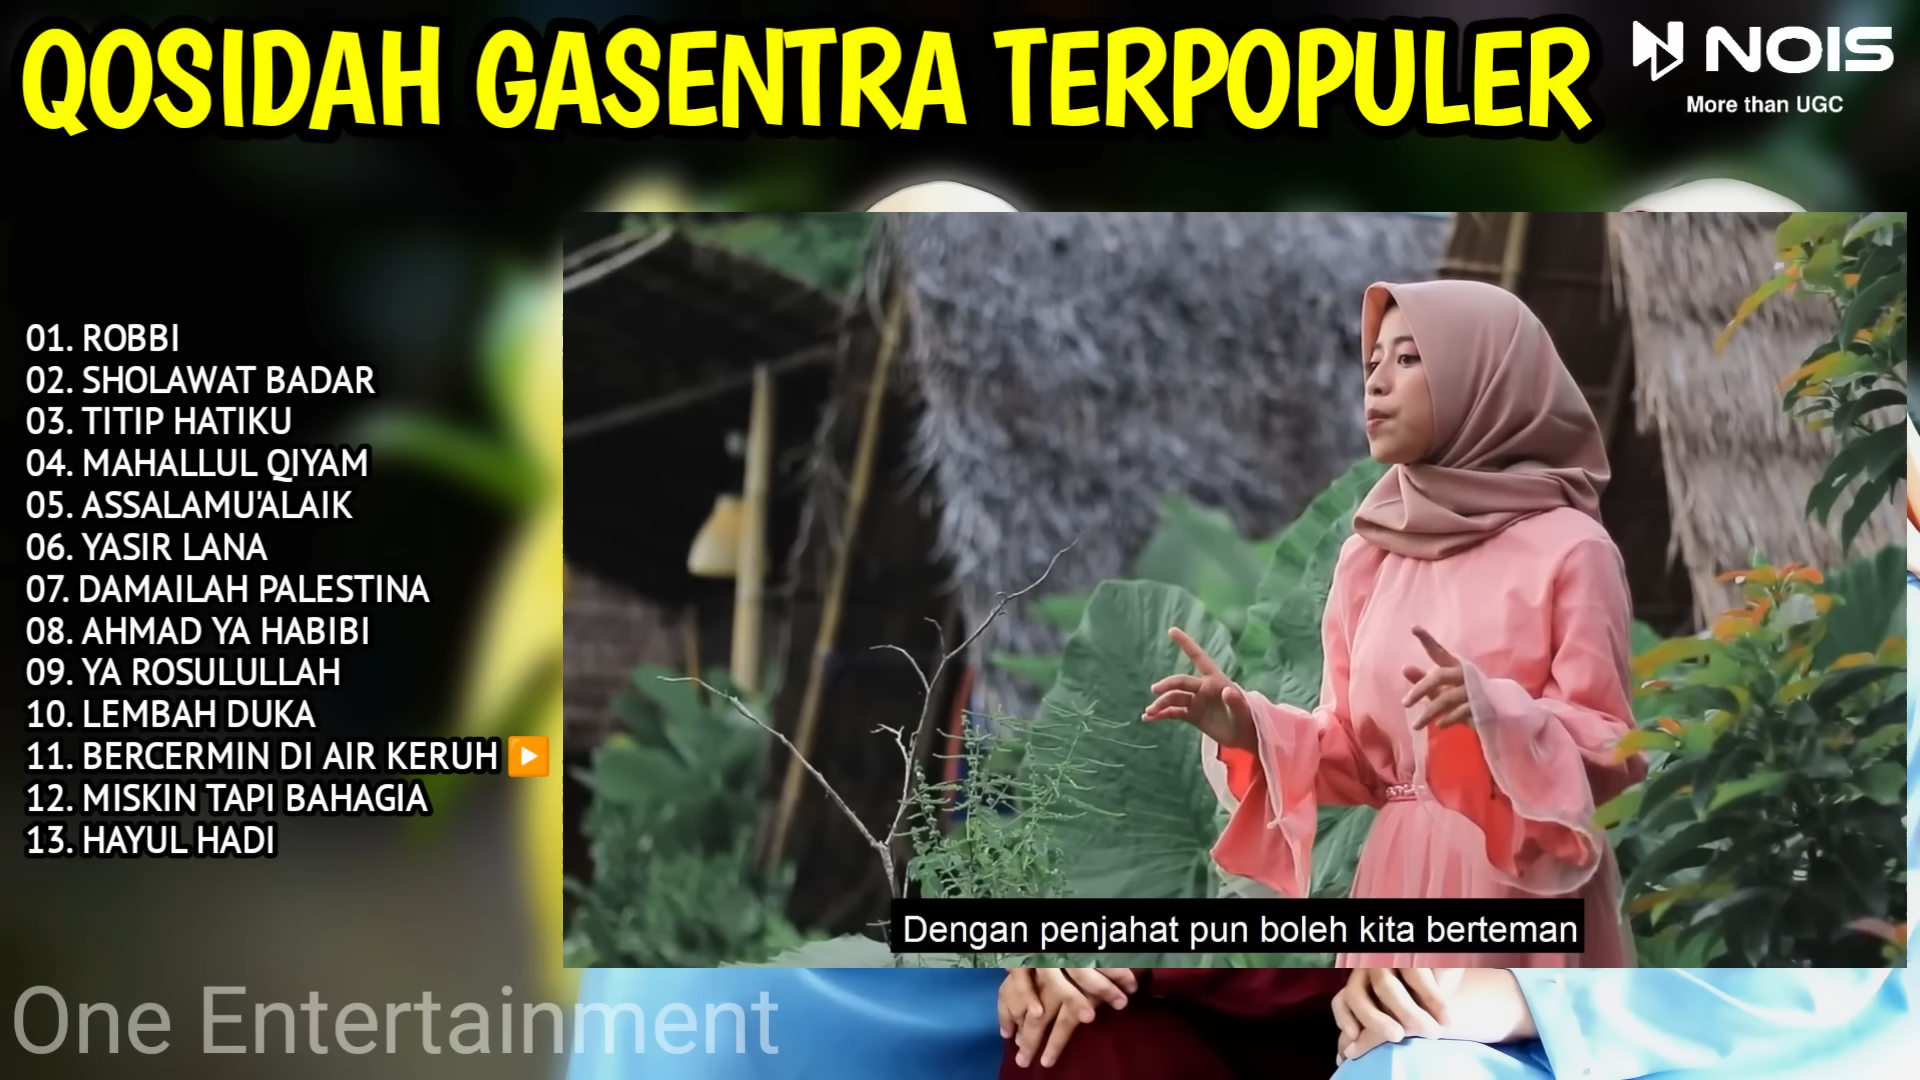 QOSIDAH GASENTRA TERPOPULER
NOIS
More than UGC
01. ROBBI
02. SHOLAWAT BADAR
03. TITIP HATIKU
04. MAHALLUL QIYAM
05. ASSALAMU'ALAIK
06. YASIR LANA
07. DAMAILAH PALESTINA
08. AHMAD YA HABIBI
09. YA ROSULULLAH
10. LEMBAH DUKA
11. BERCERMIN DI AIR KERUH
12. MISKIN TAPI BAHAGIA
13. HAYUL HADI
Dengan penjahat pun boleh kita berteman
One Entertainment